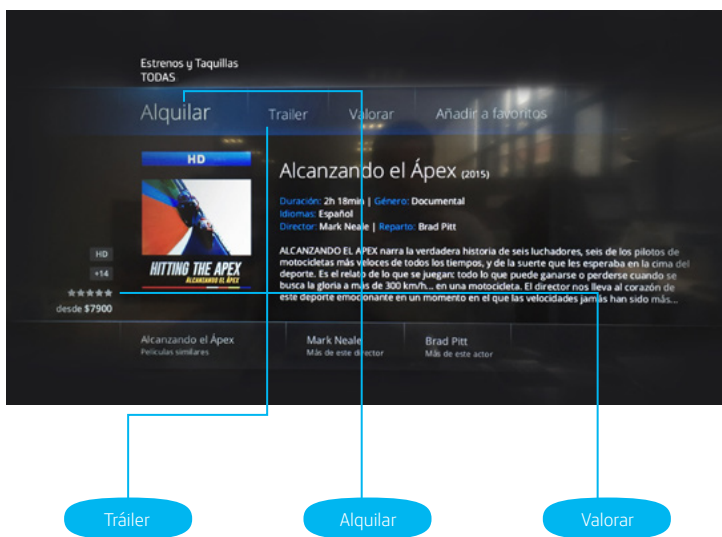 Estrenos y Taquillas
TODAS
Alquilar
Trailer
Valorar
Añadir a favoritos
HD
HITTING THE APEX
ALCANZANDO EL ÁPEX
Alcanzando el Ápex (2015)
Duración: 2h 18min | Género: Documental
Idiomas: Español
Director: Mark Neale | Reparto: Brad Pitt
ALCANZANDO EL APEX narra la verdadera historia de seis luchadores, seis de los pilotos de
motocicletas más veloces de todos los tiempos, y de la suerte que les esperaba en la cima del
deporte. Es el relato de lo que se juegan: todo lo que puede ganarse o perderse cuando se
busca la gloria a más de 300 km/h... en una motocicleta. El director nos lleva al corazón de
este deporte emocionante en un momento en el que las velocidades jamás han sido más...
HD
+14
desde $7900
Alcanzando el Ápex
Películas similares
Mark Neale
Más de este director
Brad Pitt
Más de este actor
Tráiler
Alquilar
Valorar